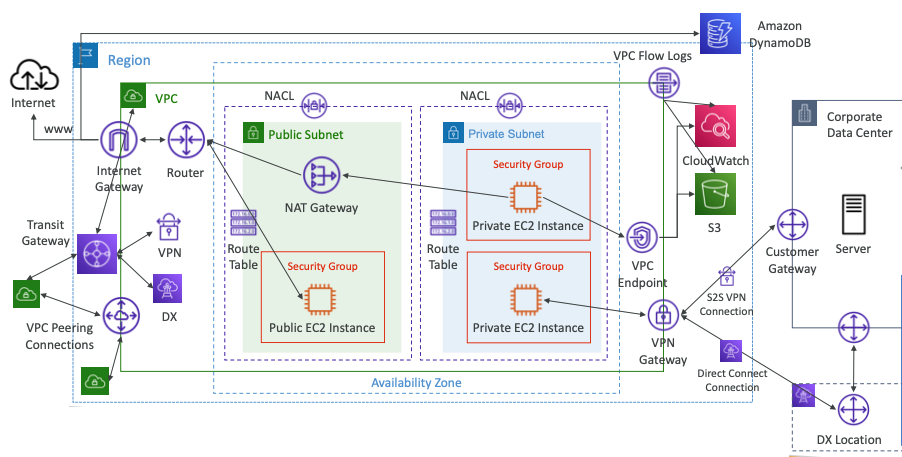 Amazon
DynamoDB
Region
VPC Flow Logs
Internet
www
VPC
NACL
NACL
Public Subnet
Private Subnet
CloudWatch
Corporate
Data Center
Internet
Gateway
Router
NAT Gateway
Security Group
Private EC2 Instance
S3
Transit
Gateway
VPN
Route
Table
Route
Table
VPC
Endpoint
Customer
Gateway
Server
Security Group
Public EC2 Instance
Security Group
Private EC2 Instance
S2S VPN
Connection
DX
VPC Peering
Connections
VPN
Gateway
Direct Connect
Connection
Availability Zone
DX Location